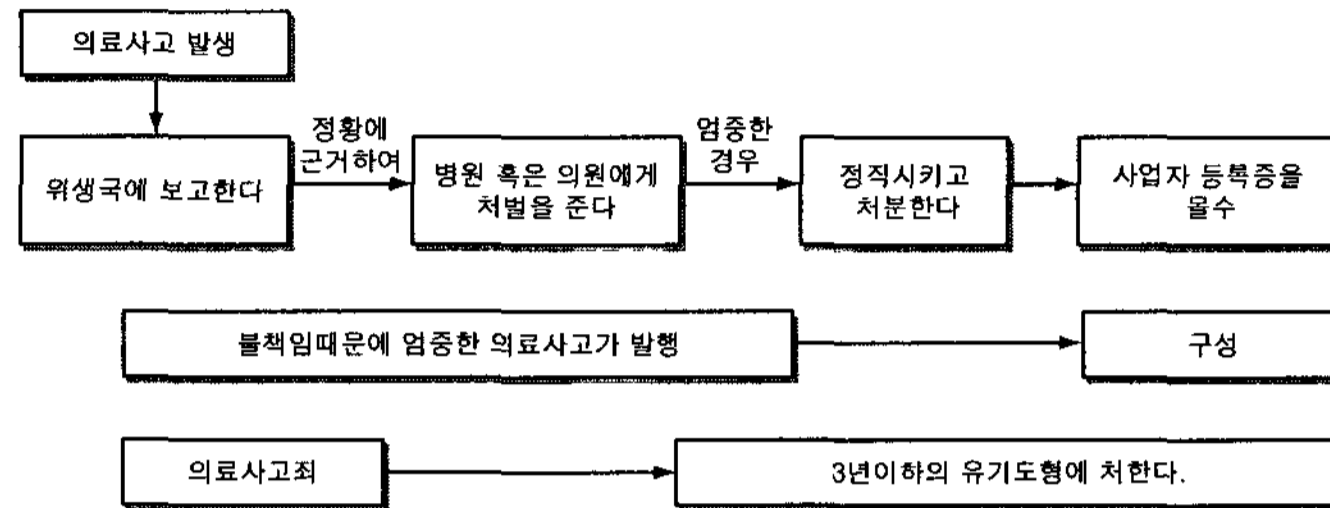 의료사고 발생
위생국에 보고한다
정황에
근거하여
병원 혹은 의원에게
처벌을 준다
엄중한
경우
정직시키고
처분한다
사업자 등록증을
몰수
불책임때문에 엄중한 의료사고가 발행
구성
의료사고죄
3년이하의 유기도형에 처한다.